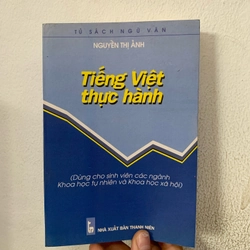 TỦ SÁCH NGỮ VĂN
NGUYỄN THỊ ẢNH
Tiếng Việt
thực hành
(Dùng cho sinh viên các ngành
Khoa học tự nhiên và Khoa học xã hội)
NHÀ XUẤT BẢN THANH NIÊN